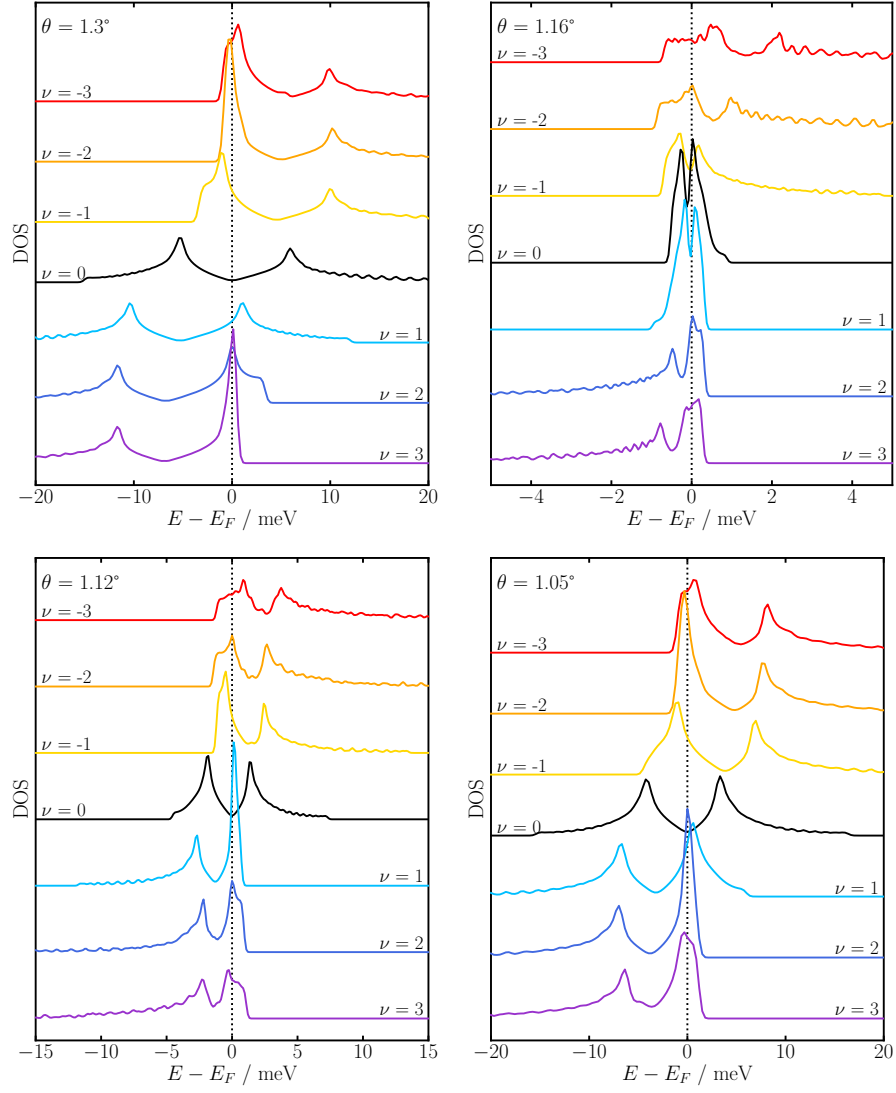 θ = 1.3°
ν = -3
ν = -2
ν = -1
ν = 0
ν = 1
ν = 2
ν = 3
DOS
−20 −10 0 10 20
E − E_F / meV
θ = 1.16°
ν = -3
ν = -2
ν = -1
ν = 0
ν = 1
ν = 2
ν = 3
DOS
−4 −2 0 2 4
E − E_F / meV
θ = 1.12°
ν = -3
ν = -2
ν = -1
ν = 0
ν = 1
ν = 2
ν = 3
DOS
−15 −10 −5 0 5 10 15
E − E_F / meV
θ = 1.05°
ν = -3
ν = -2
ν = -1
ν = 0
ν = 1
ν = 2
ν = 3
DOS
−20 −10 0 10 20
E − E_F / meV